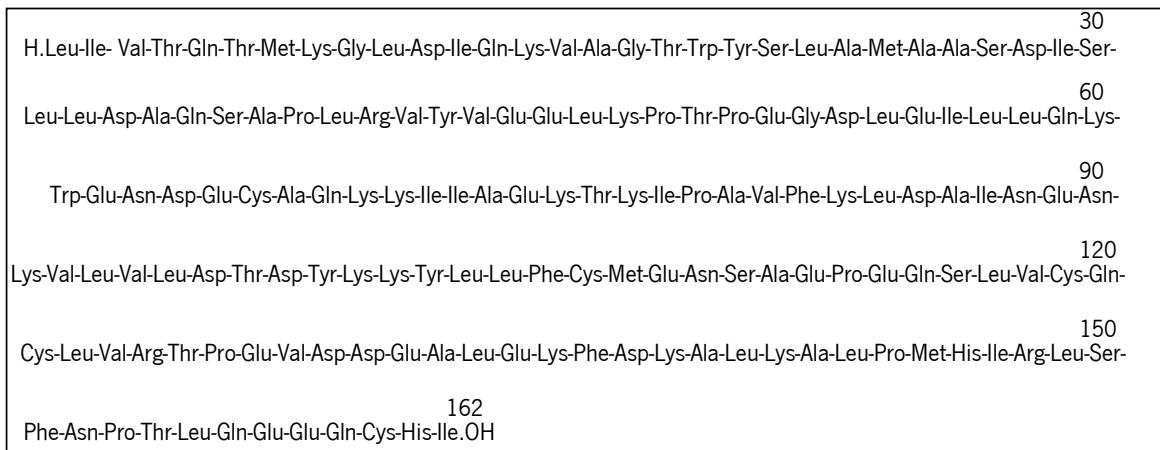 30
H.Leu-Ile- Val-Thr-Gln-Thr-Met-Lys-Gly-Leu-Asp-Ile-Gln-Lys-Val-Ala-Gly-Thr-Trp-Tyr-Ser-Leu-Ala-Met-Ala-Ala-Ser-Asp-Ile-Ser-
60
Leu-Leu-Asp-Ala-Gln-Ser-Ala-Pro-Leu-Arg-Val-Tyr-Val-Glu-Glu-Leu-Lys-Pro-Thr-Pro-Glu-Gly-Asp-Leu-Glu-Ile-Leu-Leu-Gln-Lys-
90
Trp-Glu-Asn-Asp-Glu-Cys-Ala-Gln-Lys-Lys-Ile-Ile-Ala-Glu-Lys-Thr-Lys-Ile-Pro-Ala-Val-Phe-Lys-Leu-Asp-Ala-Ile-Asn-Glu-Asn-
120
Lys-Val-Leu-Val-Leu-Asp-Thr-Asp-Tyr-Lys-Lys-Tyr-Leu-Leu-Phe-Cys-Met-Glu-Asn-Ser-Ala-Glu-Pro-Glu-Gln-Ser-Leu-Val-Cys-Gln-
150
Cys-Leu-Val-Arg-Thr-Pro-Glu-Val-Asp-Asp-Glu-Ala-Leu-Glu-Lys-Phe-Asp-Lys-Ala-Leu-Lys-Ala-Leu-Pro-Met-His-Ile-Arg-Leu-Ser-
162
Phe-Asn-Pro-Thr-Leu-Gln-Glu-Glu-Gln-Cys-His-Ile.OH